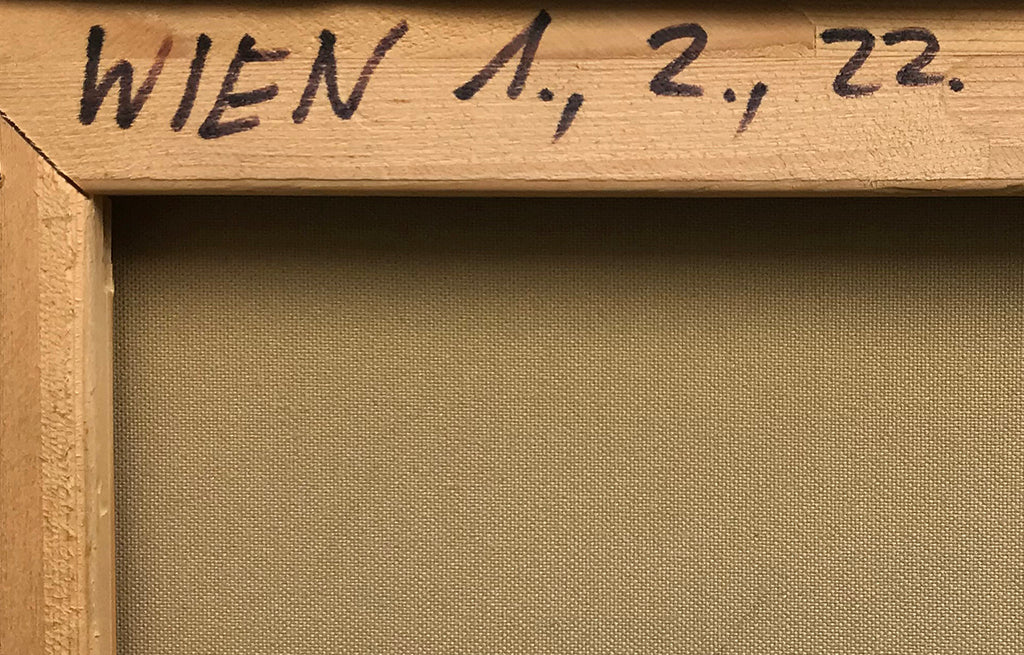 WIEN 1., 2., 22.